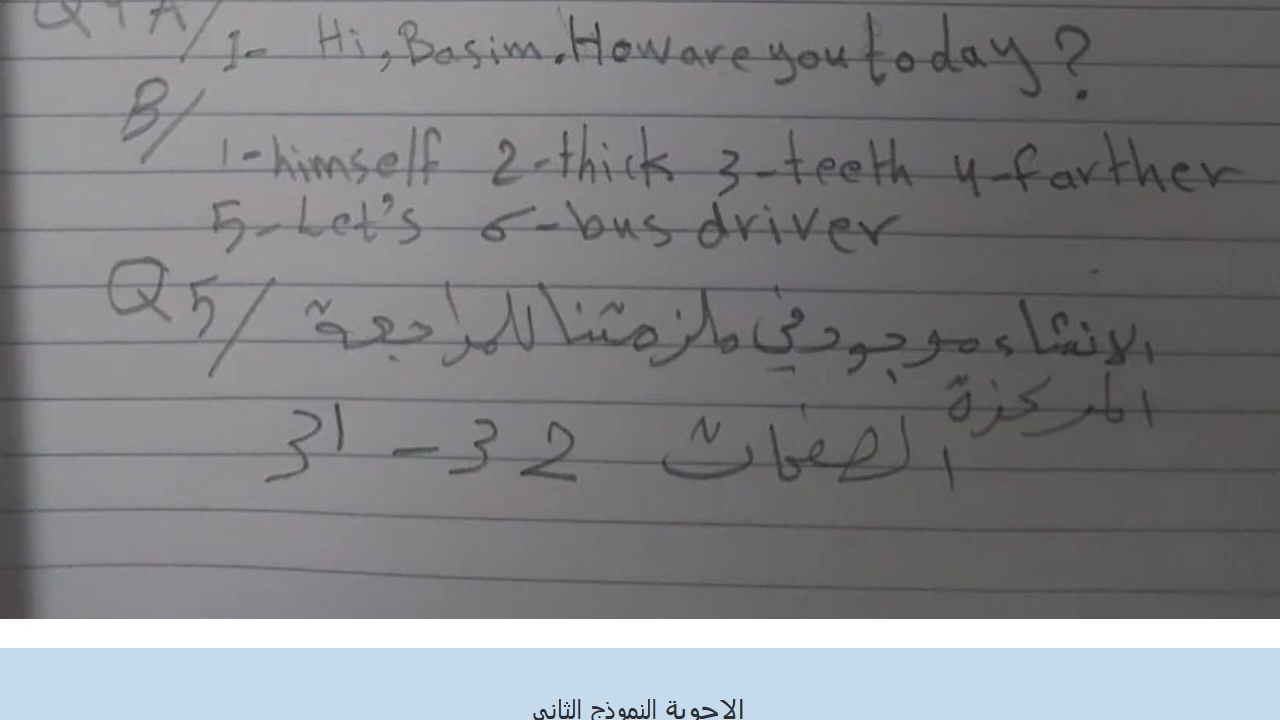 Q4 A/ 1- Hi, Basim. How are you today?
B/
1-himself 2-thick 3-teeth 4-farther
5-Let's 6-bus driver
Q5/ الانشاء موجود في ملزمتنا للمراجعة
المركزة
الصفحات 32 - 31
الاجوبة النموذج الثاني